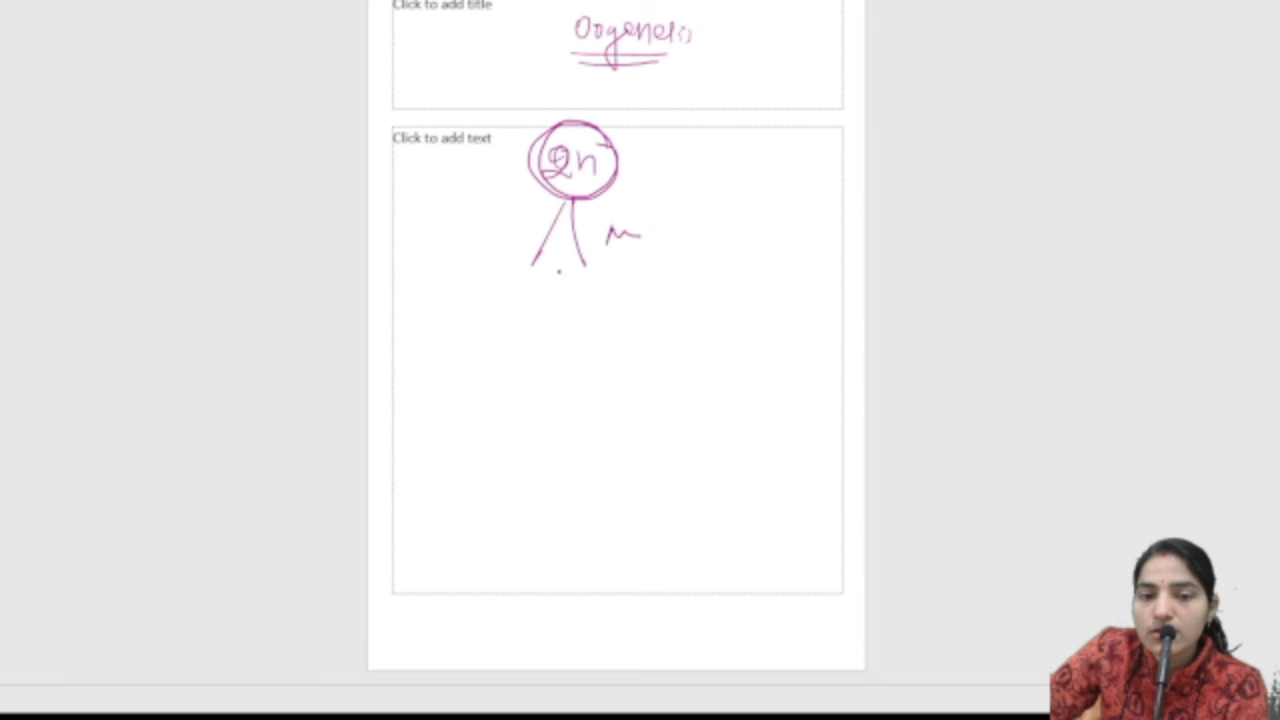 Click to add title
Oogenesis
Click to add text
2n
M